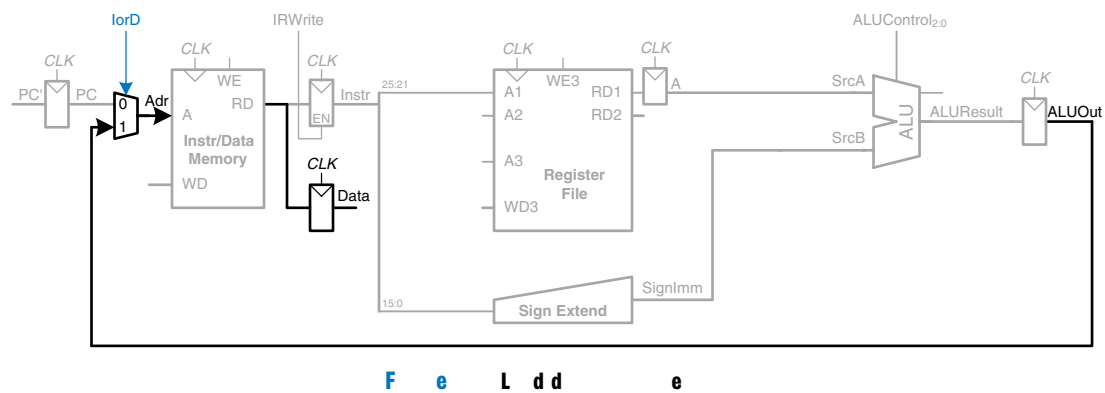 IorD
IRWrite
ALUControl2:0
CLK
CLK
CLK
CLK
CLK
CLK
PC'
PC
0
1
Adr
WE
RD
A
Instr/Data
Memory
WD
EN
Instr
25:21
A1
WE3
RD1
A
A2
RD2
A3
Register
File
WD3
SrcA
SrcB
ALU
ALUResult
ALUOut
CLK
Data
SignImm
15:0
Sign Extend
F e L d d e